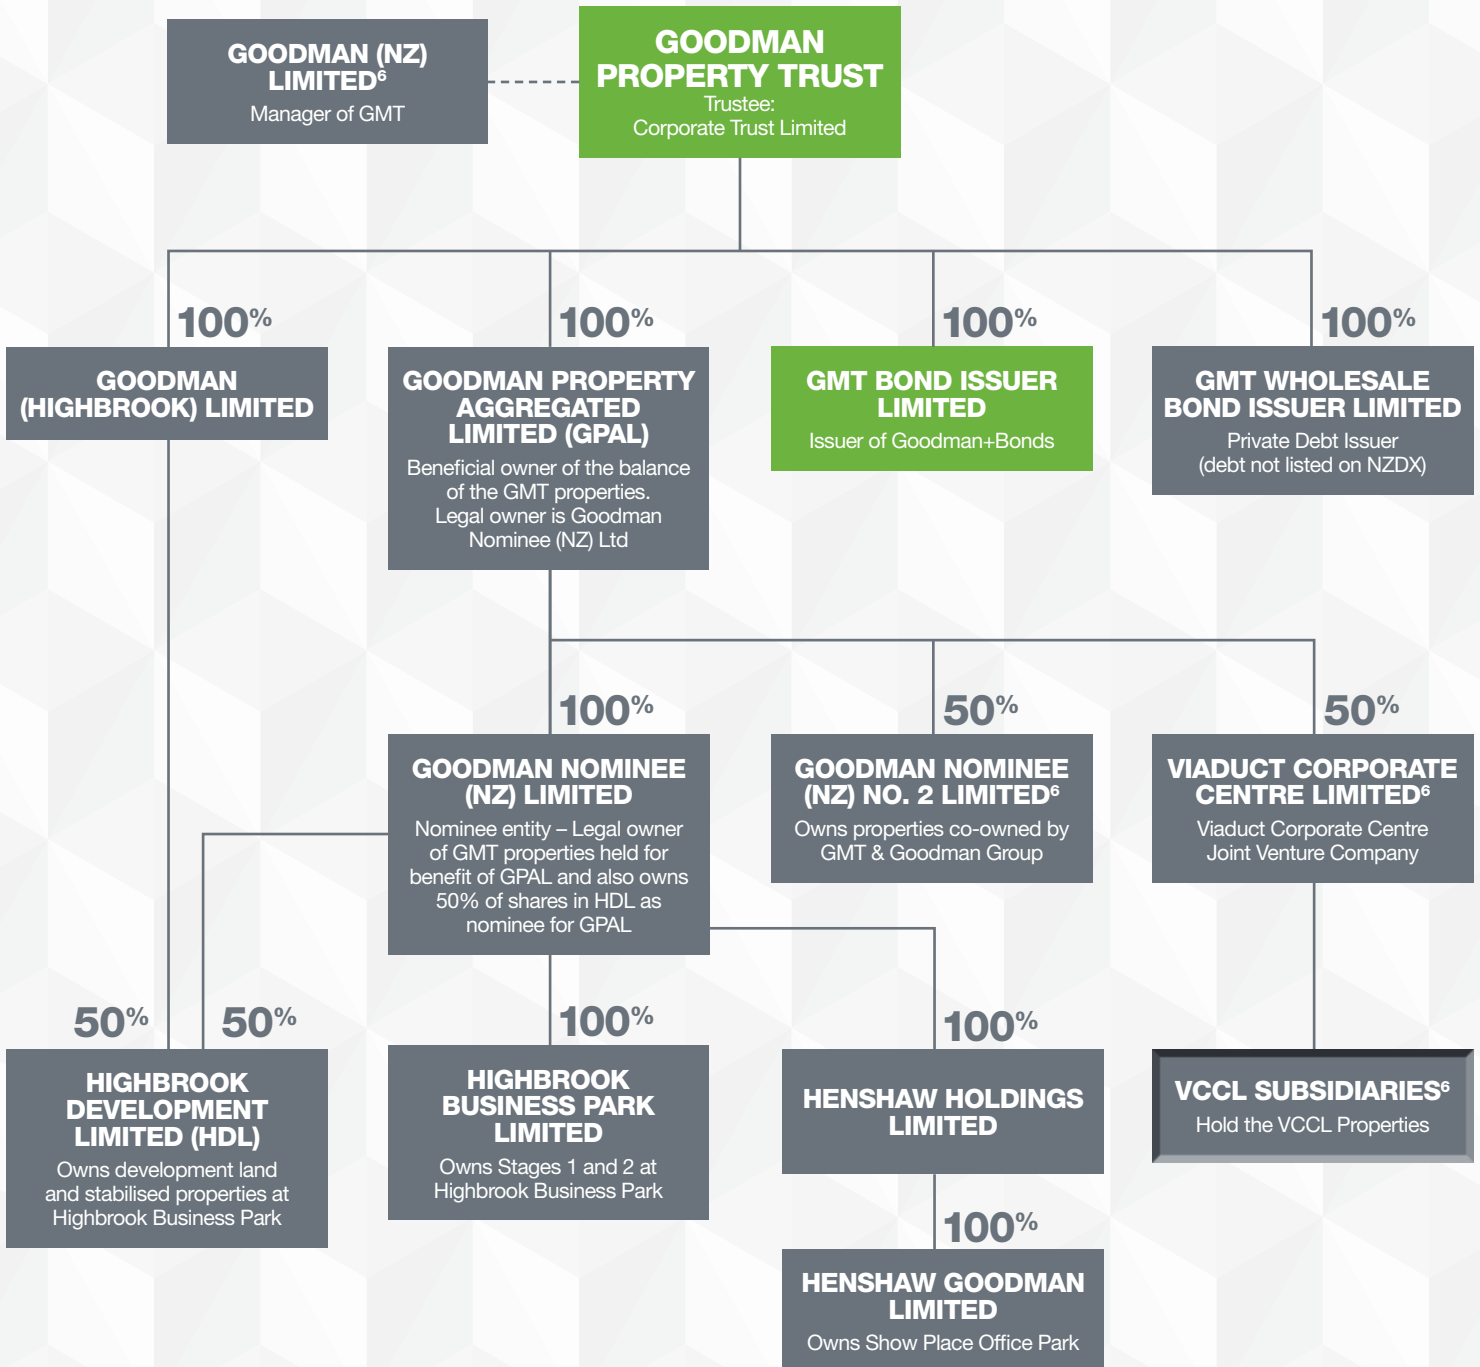 GOODMAN (NZ)
LIMITED⁶
Manager of GMT
GOODMAN
PROPERTY TRUST
Trustee:
Corporate Trust Limited
100%
GOODMAN
(HIGHBROOK) LIMITED
100%
GOODMAN PROPERTY
AGGREGATED
LIMITED (GPAL)
Beneficial owner of the balance
of the GMT properties.
Legal owner is Goodman
Nominee (NZ) Ltd
100%
GMT BOND ISSUER
LIMITED
Issuer of Goodman+Bonds
100%
GMT WHOLESALE
BOND ISSUER LIMITED
Private Debt Issuer
(debt not listed on NZDX)
100%
GOODMAN NOMINEE
(NZ) LIMITED
Nominee entity – Legal owner
of GMT properties held for
benefit of GPAL and also owns
50% of shares in HDL as
nominee for GPAL
50%
GOODMAN NOMINEE
(NZ) NO. 2 LIMITED⁶
Owns properties co-owned by
GMT & Goodman Group
50%
VIADUCT CORPORATE
CENTRE LIMITED⁶
Viaduct Corporate Centre
Joint Venture Company
50% 50%
HIGHBROOK
DEVELOPMENT
LIMITED (HDL)
Owns development land
and stabilised properties at
Highbrook Business Park
100%
HIGHBROOK
BUSINESS PARK
LIMITED
Owns Stages 1 and 2 at
Highbrook Business Park
100%
HENSHAW HOLDINGS
LIMITED
VCCL SUBSIDIARIES⁶
Hold the VCCL Properties
100%
HENSHAW GOODMAN
LIMITED
Owns Show Place Office Park